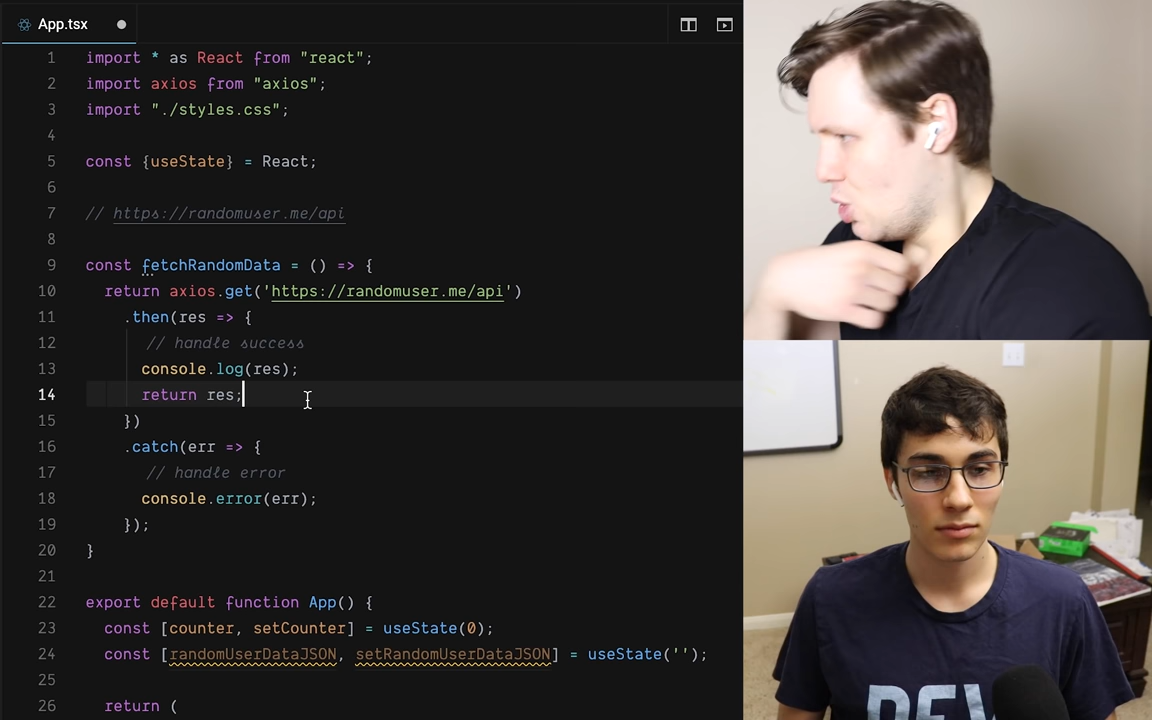 App.tsx
1 import * as React from "react";
2 import axios from "axios";
3 import "./styles.css";
4
5 const {useState} = React;
6
7 // https://randomuser.me/api
8
9 const fetchRandomData = () => {
10 return axios.get('https://randomuser.me/api')
11 .then(res => {
12 // handle success
13 console.log(res);
14 return res;
15 })
16 .catch(err => {
17 // handle error
18 console.error(err);
19 });
20 }
21
22 export default function App() {
23 const [counter, setCounter] = useState(0);
24 const [randomUserDataJSON, setRandomUserDataJSON] = useState('');
25
26 return (